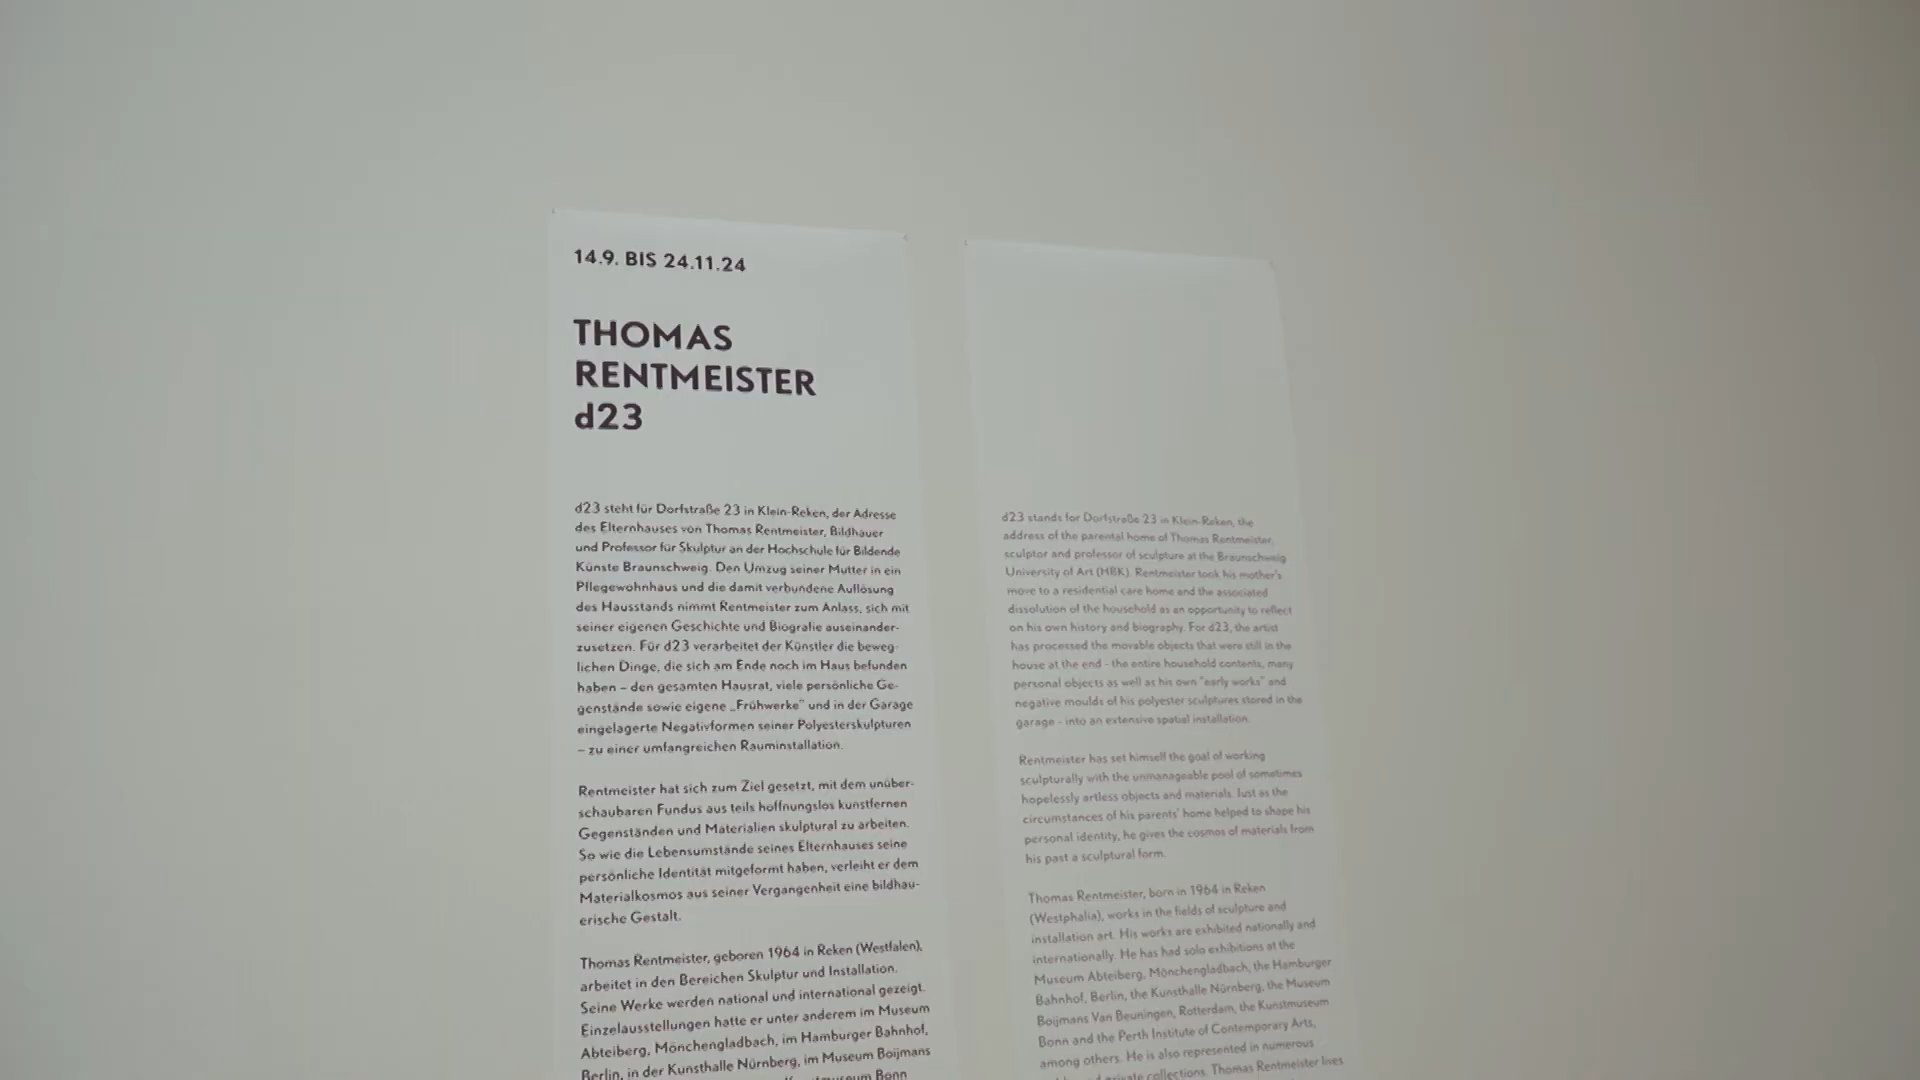 14.9. BIS 24.11.24
THOMAS
RENTMEISTER
d23
d23 steht für Dorfstraße 23 in Klein-Reken, der Adresse
des Elternhauses von Thomas Rentmeister, Bildhauer
und Professor für Skulptur an der Hochschule für Bildende
Künste Braunschweig. Den Umzug seiner Mutter in ein
Pflegewohnhaus und die damit verbundene Auflösung
des Hausstands nimmt Rentmeister zum Anlass, sich mit
seiner eigenen Geschichte und Biografie auseinander-
zusetzen. Für d23 verarbeitet der Künstler die beweg-
lichen Dinge, die sich am Ende noch im Haus befunden
haben – den gesamten Hausrat, viele persönliche Ge-
genstände sowie eigene „Frühwerke“ und in der Garage
eingelagerte Negativformen seiner Polyesterskulpturen
– zu einer umfangreichen Rauminstallation.
Rentmeister hat sich zum Ziel gesetzt, mit dem unüber-
schaubaren Fundus aus teils hoffnungslos kunstfernen
Gegenständen und Materialien skulptural zu arbeiten.
So wie die Lebensumstände seines Elternhauses seine
persönliche Identität mitgeformt haben, verleiht er dem
Materialkosmos aus seiner Vergangenheit eine bildhau-
erische Gestalt.
Thomas Rentmeister, geboren 1964 in Reken (Westfalen),
arbeitet in den Bereichen Skulptur und Installation.
Seine Werke werden national und international gezeigt.
Einzelausstellungen hatte er unter anderem im Museum
Abteiberg, Mönchengladbach, im Hamburger Bahnhof,
Berlin, in der Kunsthalle Nürnberg, im Museum Boijmans
Bonn
d23 stands for Dorfstraße 23 in Klein-Reken, the
address of the parental home of Thomas Rentmeister,
sculptor and professor of sculpture at the Braunschweig
University of Art (HBK). Rentmeister took his mother's
move to a residential care home and the associated
dissolution of the household as an opportunity to reflect
on his own history and biography. For d23, the artist
has processed the movable objects that were still in the
house at the end - the entire household contents, many
personal objects as well as his own "early works" and
negative moulds of his polyester sculptures stored in the
garage - into an extensive spatial installation.
Rentmeister has set himself the goal of working
sculpturally with the unmanageable pool of sometimes
hopelessly artless objects and materials. Just as the
circumstances of his parents' home helped to shape his
personal identity, he gives the cosmos of materials from
his past a sculptural form.
Thomas Rentmeister, born in 1964 in Reken
(Westphalia), works in the fields of sculpture and
installation art. His works are exhibited nationally and
internationally. He has had solo exhibitions at the
Museum Abteiberg, Mönchengladbach, the Hamburger
Bahnhof, Berlin, the Kunsthalle Nürnberg, the Museum
Boijmans Van Beuningen, Rotterdam, the Kunstmuseum
Bonn and the Perth Institute of Contemporary Arts,
among others. He is also represented in numerous
private collections. Thomas Rentmeister lives